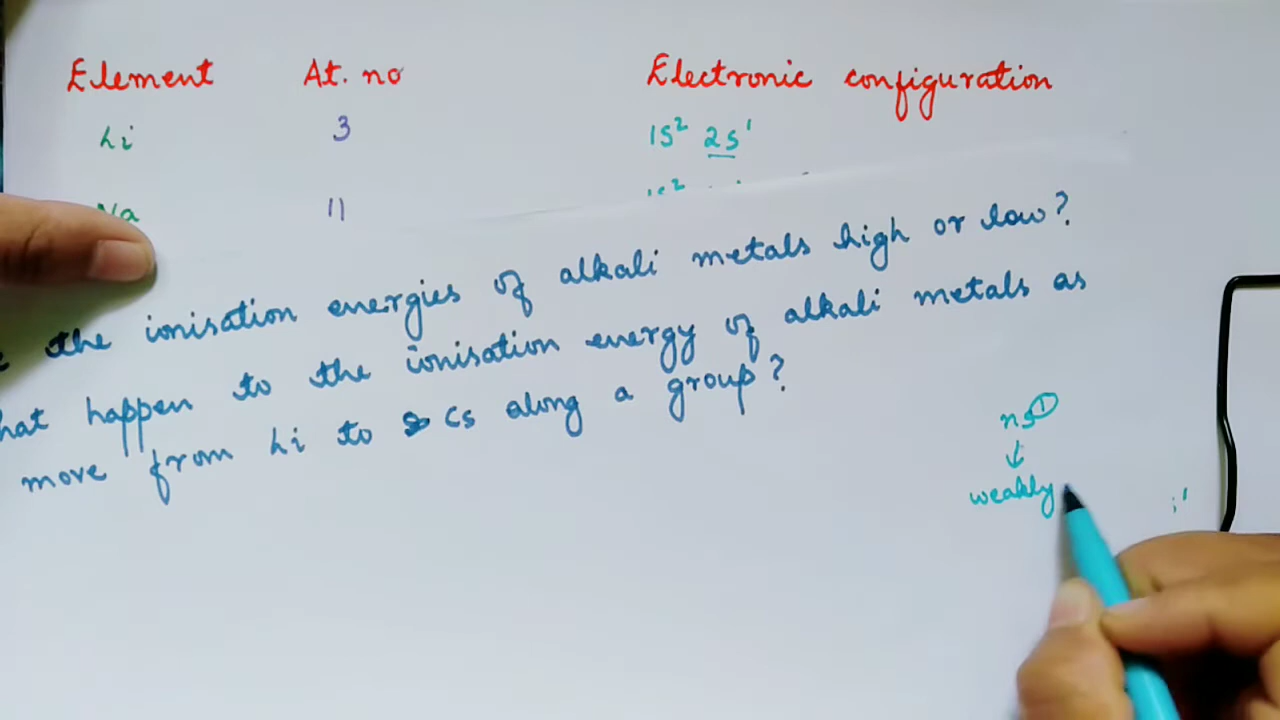 Element At. no Electronic configuration
Li 3 1s² 2s¹
Na 11 1s²
the ionisation energies of alkali metals high or low?
hat happen to the ionisation energy of alkali metals as
move from Li to Cs along a group?
ns¹
↓
weakly